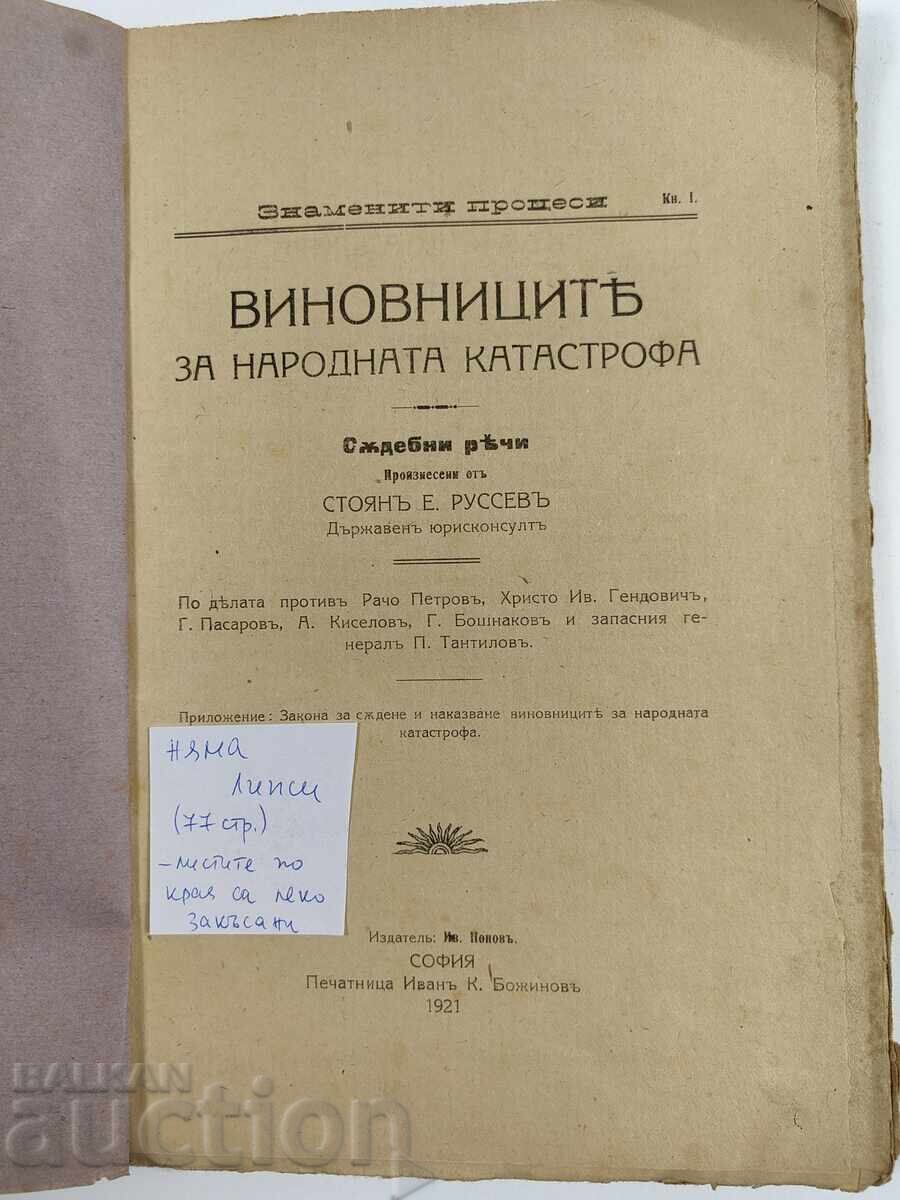 Знаменити процеси Кн. I.
ВИНОВНИЦИТѢ
ЗА НАРОДНАТА КАТАСТРОФА
Сѫдебни рѣчи
Произнесени отъ
СТОЯНЪ Е. РУССЕВЪ
Държавенъ юрисконсултъ
По дѣлата противъ Рачо Петровъ, Христо Ив. Гендовичъ,
Г. Пасаровъ, А. Киселовъ, Г. Бошнаковъ и запасния ге-
нералъ П. Тантиловъ.
Приложение: Закона за сѫдене и наказване виновницитѣ за народната
катастрофа.
няма
липси
(77 стр.)
- листите по
края са леко
закъсани
Издатель: Ив. Поповъ.
СОФИЯ
Печатница Иванъ К. Божиновъ
1921
BALKAN
auction